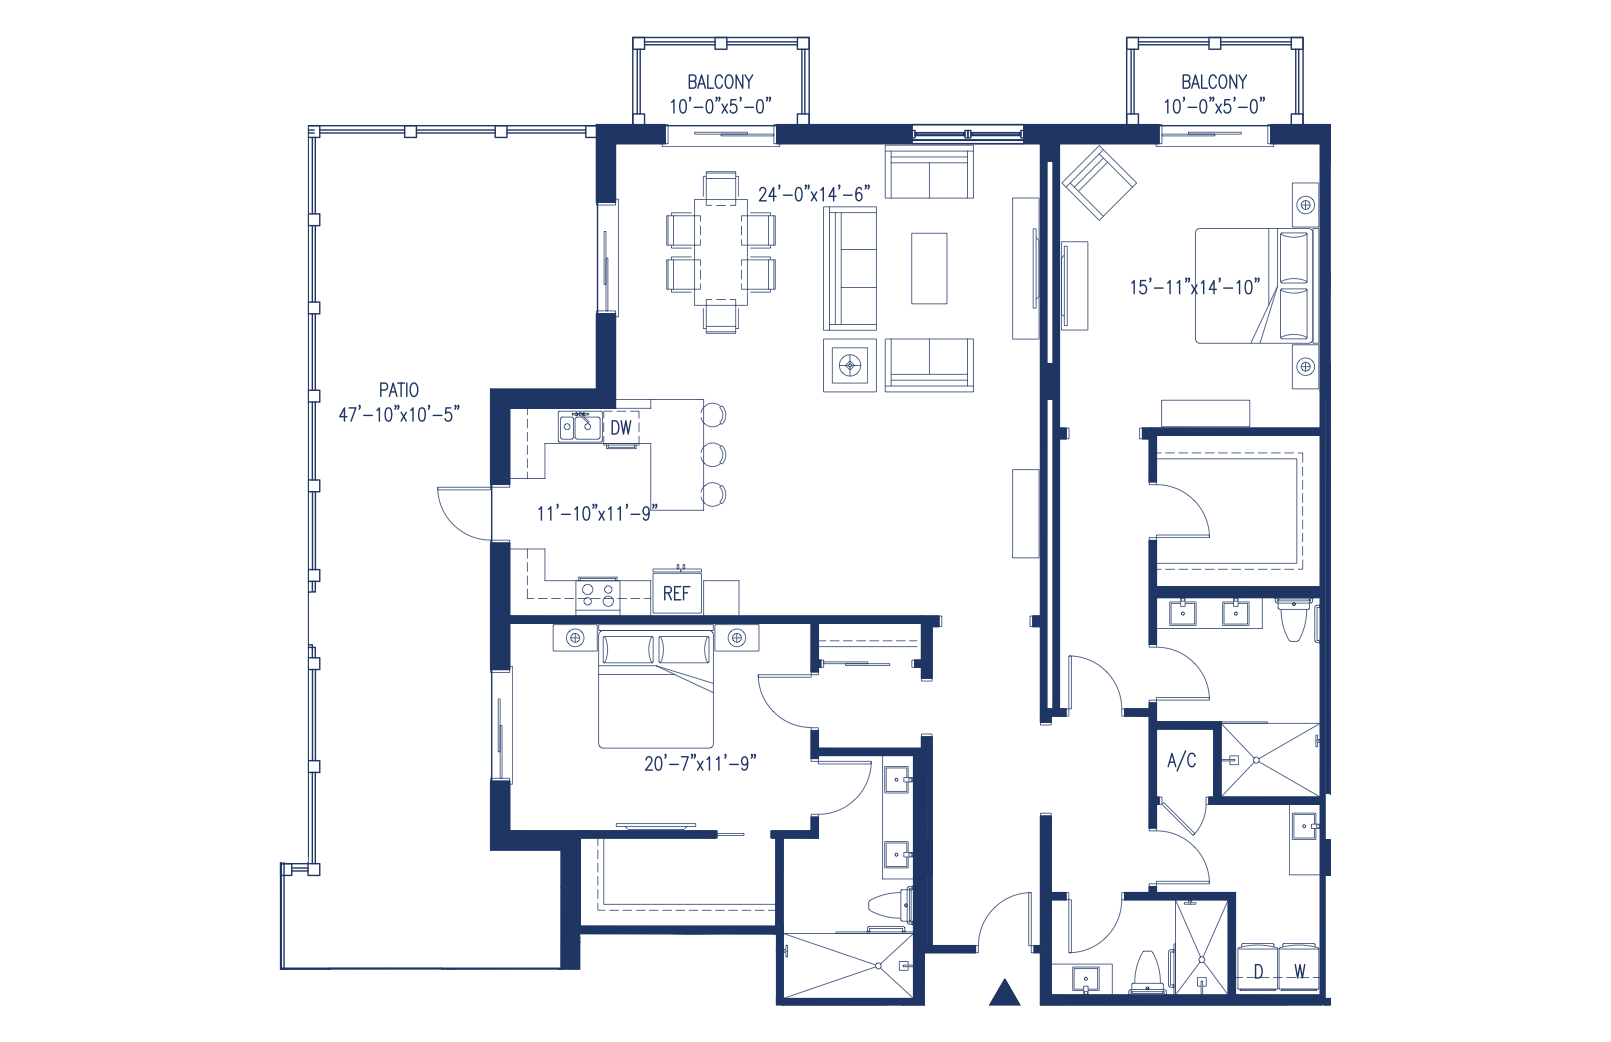 BALCONY
10'-0"x5'-0"
BALCONY
10'-0"x5'-0"
24'-0"x14'-6"
15'-11"x14'-10"
PATIO
47'-10"x10'-5"
DW
11'-10"x11'-9"
REF
20'-7"x11'-9"
A/C
D
W